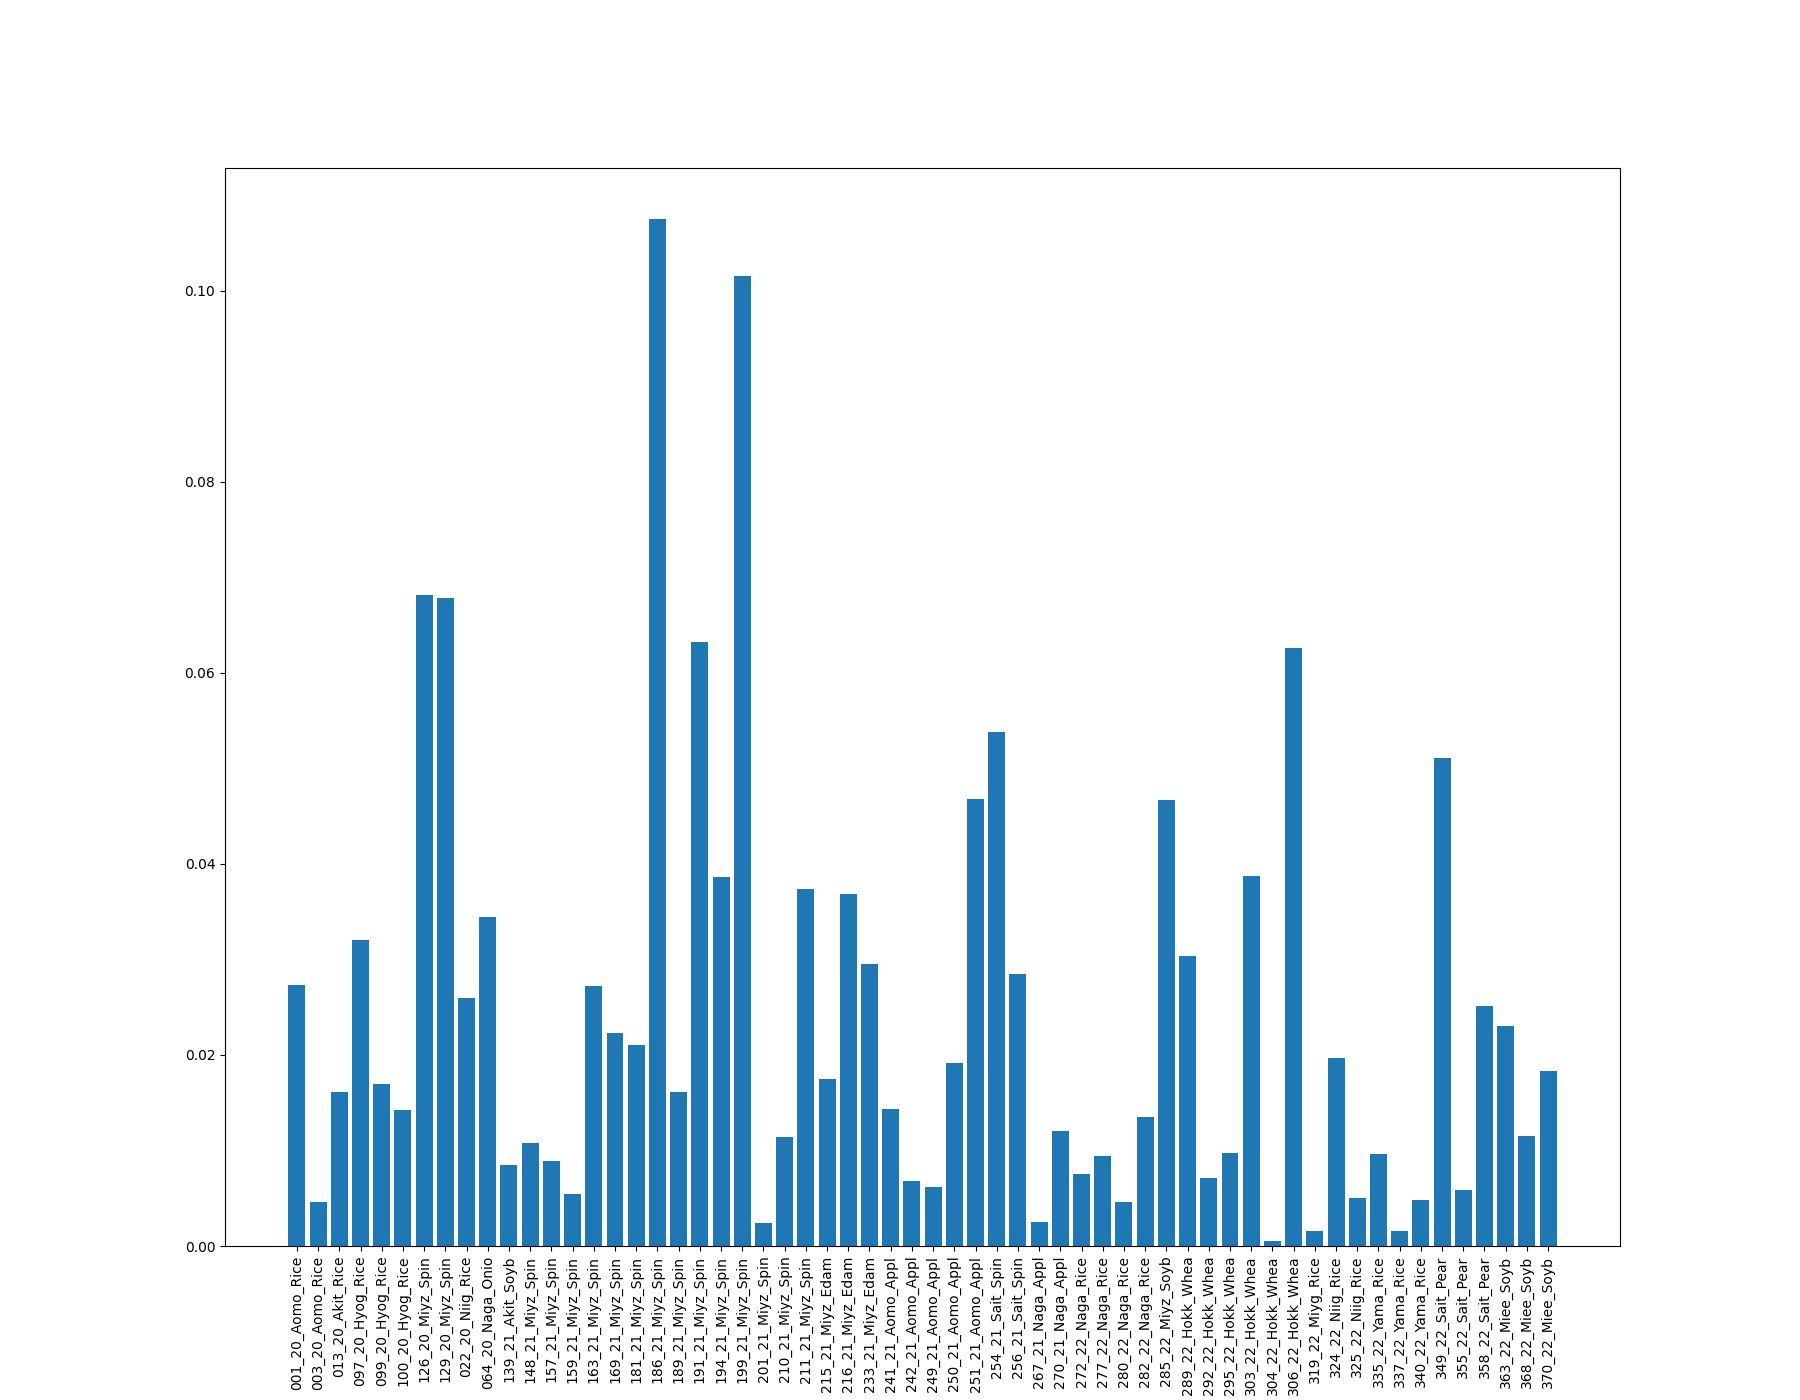 0.10
0.08
0.06
0.04
0.02
0.00
001_20_Aomo_Rice
003_20_Aomo_Rice
013_20_Akit_Rice
097_20_Hyog_Rice
099_20_Hyog_Rice
100_20_Hyog_Rice
126_20_Miyz_Spin
129_20_Miyz_Spin
022_20_Niig_Rice
064_20_Naga_Onio
139_21_Akit_Soyb
148_21_Miyz_Spin
157_21_Miyz_Spin
159_21_Miyz_Spin
163_21_Miyz_Spin
169_21_Miyz_Spin
181_21_Miyz_Spin
186_21_Miyz_Spin
189_21_Miyz_Spin
191_21_Miyz_Spin
194_21_Miyz_Spin
199_21_Miyz_Spin
201_21_Miyz_Spin
210_21_Miyz_Spin
211_21_Miyz_Spin
215_21_Miyz_Edam
216_21_Miyz_Edam
233_21_Miyz_Edam
241_21_Aomo_Appl
242_21_Aomo_Appl
249_21_Aomo_Appl
250_21_Aomo_Appl
251_21_Aomo_Appl
254_21_Sait_Spin
256_21_Sait_Spin
267_21_Naga_Appl
270_21_Naga_Appl
272_22_Naga_Rice
277_22_Naga_Rice
280_22_Naga_Rice
282_22_Naga_Rice
285_22_Miyz_Soyb
289_22_Hokk_Whea
292_22_Hokk_Whea
295_22_Hokk_Whea
303_22_Hokk_Whea
304_22_Hokk_Whea
306_22_Hokk_Whea
319_22_Miyg_Rice
324_22_Niig_Rice
325_22_Niig_Rice
335_22_Yama_Rice
337_22_Yama_Rice
340_22_Yama_Rice
349_22_Sait_Pear
355_22_Sait_Pear
358_22_Sait_Pear
363_22_Miee_Soyb
368_22_Miee_Soyb
370_22_Miee_Soyb